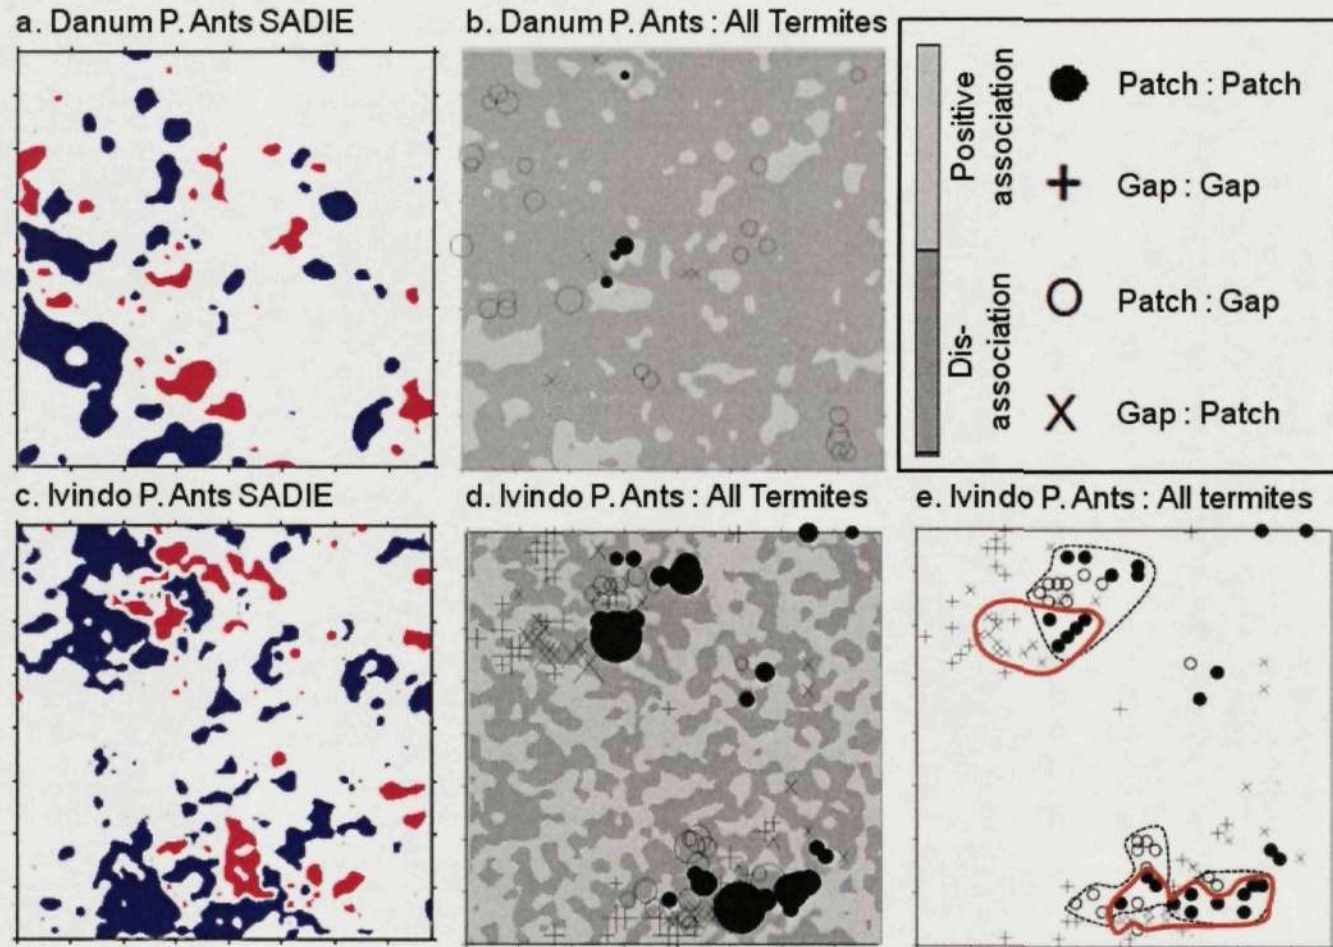 a. Danum P. Ants SADIE
b. Danum P. Ants : All Termites
Positive
association
Dis-
association
Patch : Patch
Gap : Gap
Patch : Gap
Gap : Patch
c. Ivindo P. Ants SADIE
d. Ivindo P. Ants : All Termites
e. Ivindo P. Ants : All termites